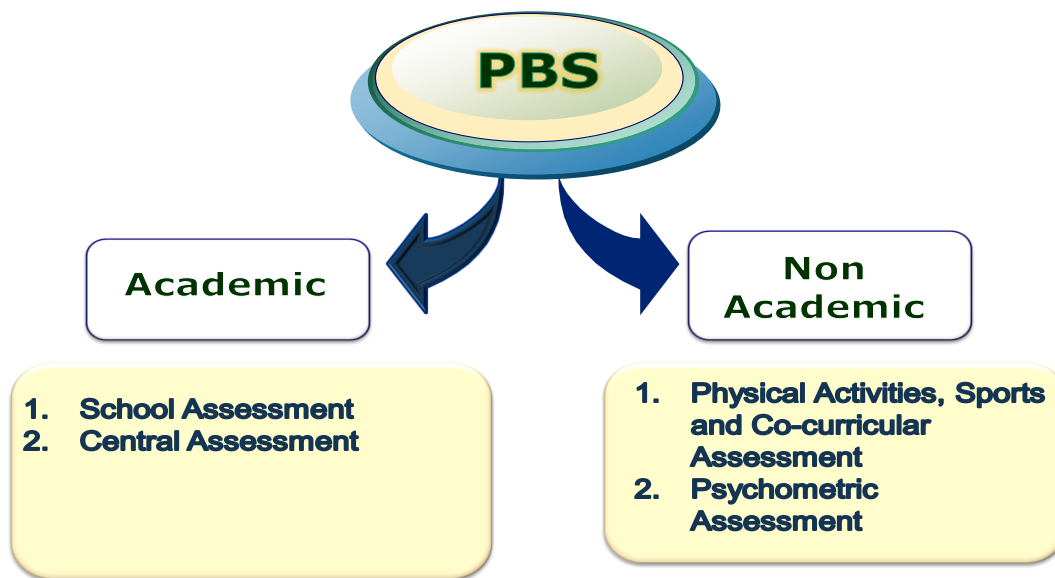 PBS
Academic
Non
Academic
1. School Assessment
2. Central Assessment
1. Physical Activities, Sports
and Co-curricular
Assessment
2. Psychometric
Assessment